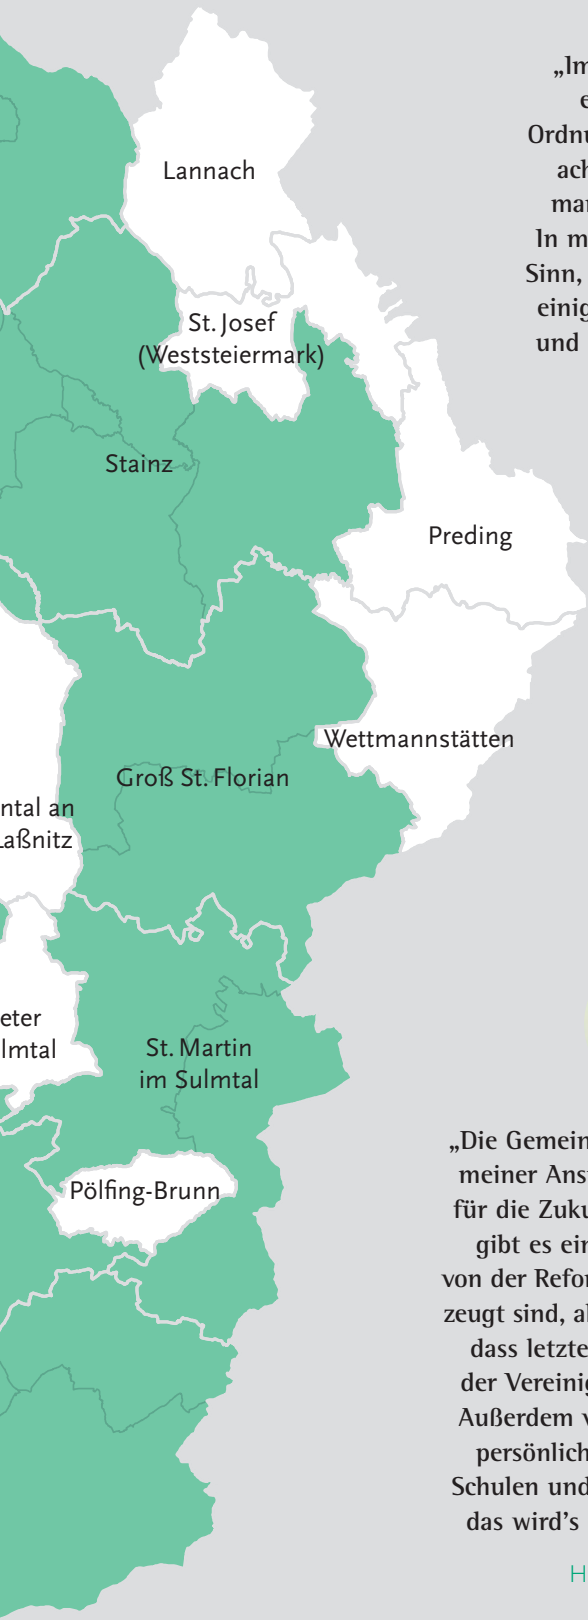 Lannach
St. Josef
(Weststeiermark)
Stainz
Preding
Wettmannstätten
Groß St. Florian
ntal an
Laßnitz
eter
lmtal
St. Martin
im Sulmtal
Pölfing-Brunn
„Im
e
Ordnu
ach
mar
In m
Sinn,
einig
und
„Die Gemein
meiner Ans
für die Zuku
gibt es ein
von der Refor
zeugt sind, al
dass letzte
der Vereinig
Außerdem v
persönlich
Schulen und
das wird's
H